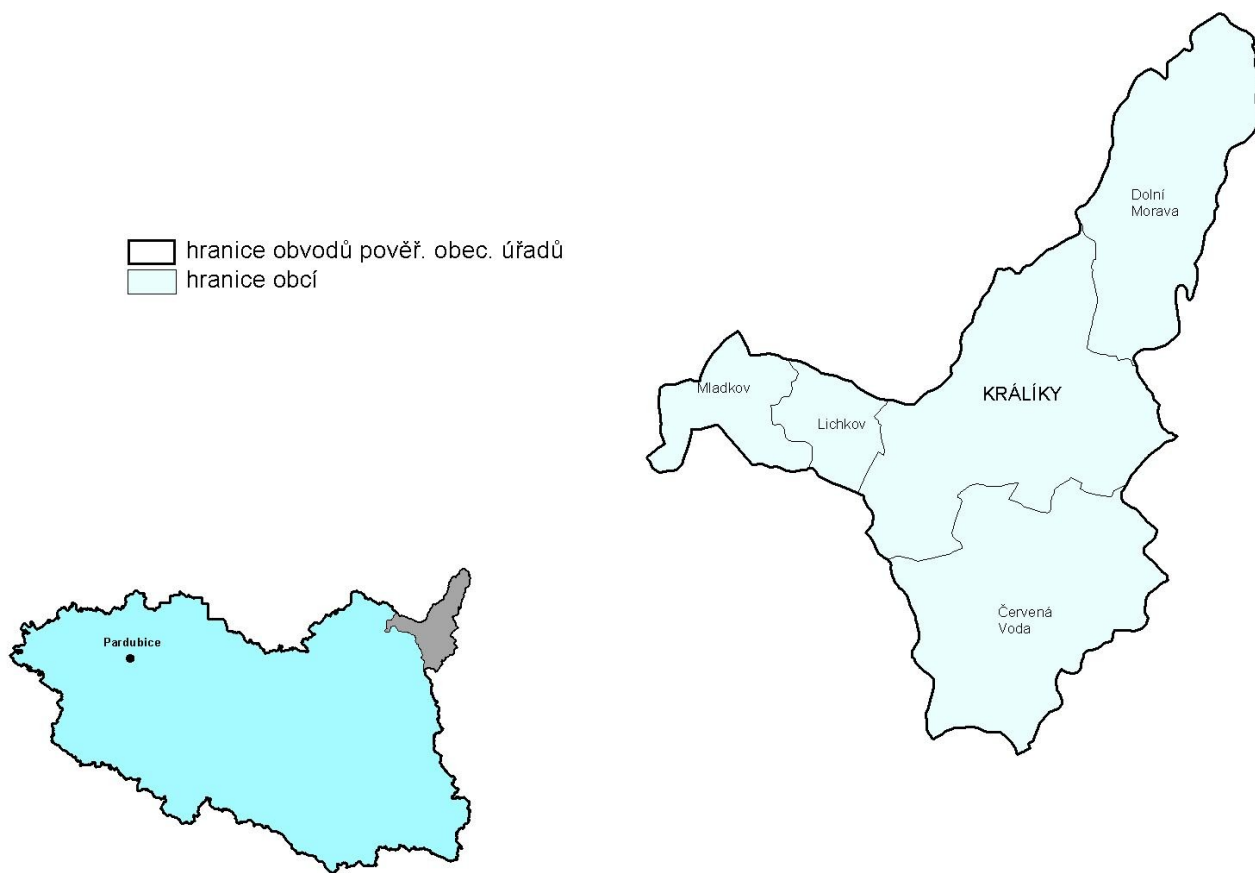 Dolní
Morava
hranice obvodů pověř. obec. úřadů
hranice obcí
Mladkov
KRÁLÍKY
Lichkov
Červená
Voda
Pardubice